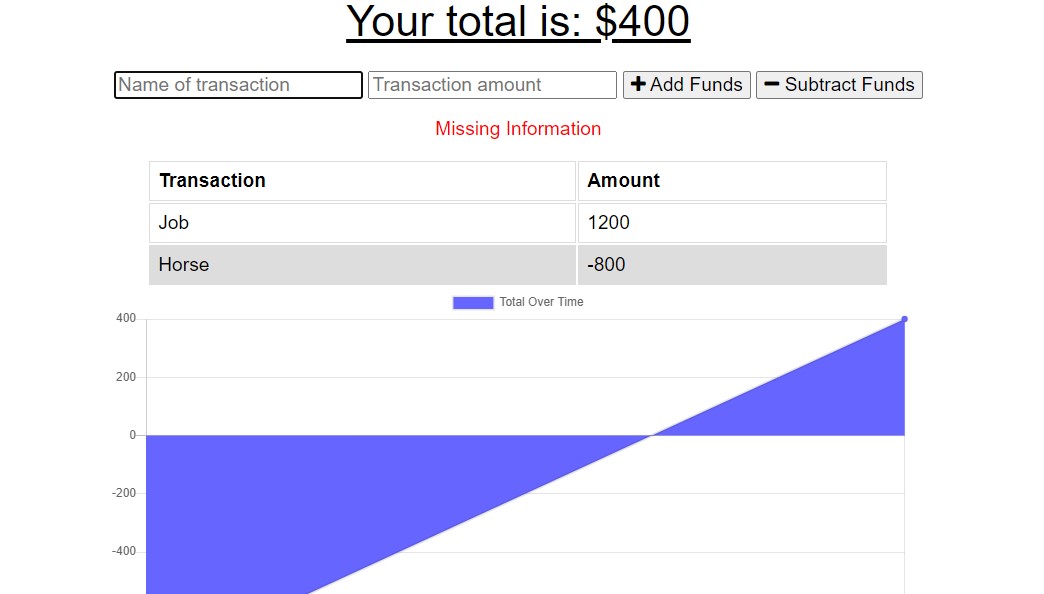 Your total is: $400
Name of transaction Transaction amount Add Funds Subtract Funds
Missing Information
Transaction Amount
Job 1200
Horse -800
Total Over Time
400
200
0
-200
-400